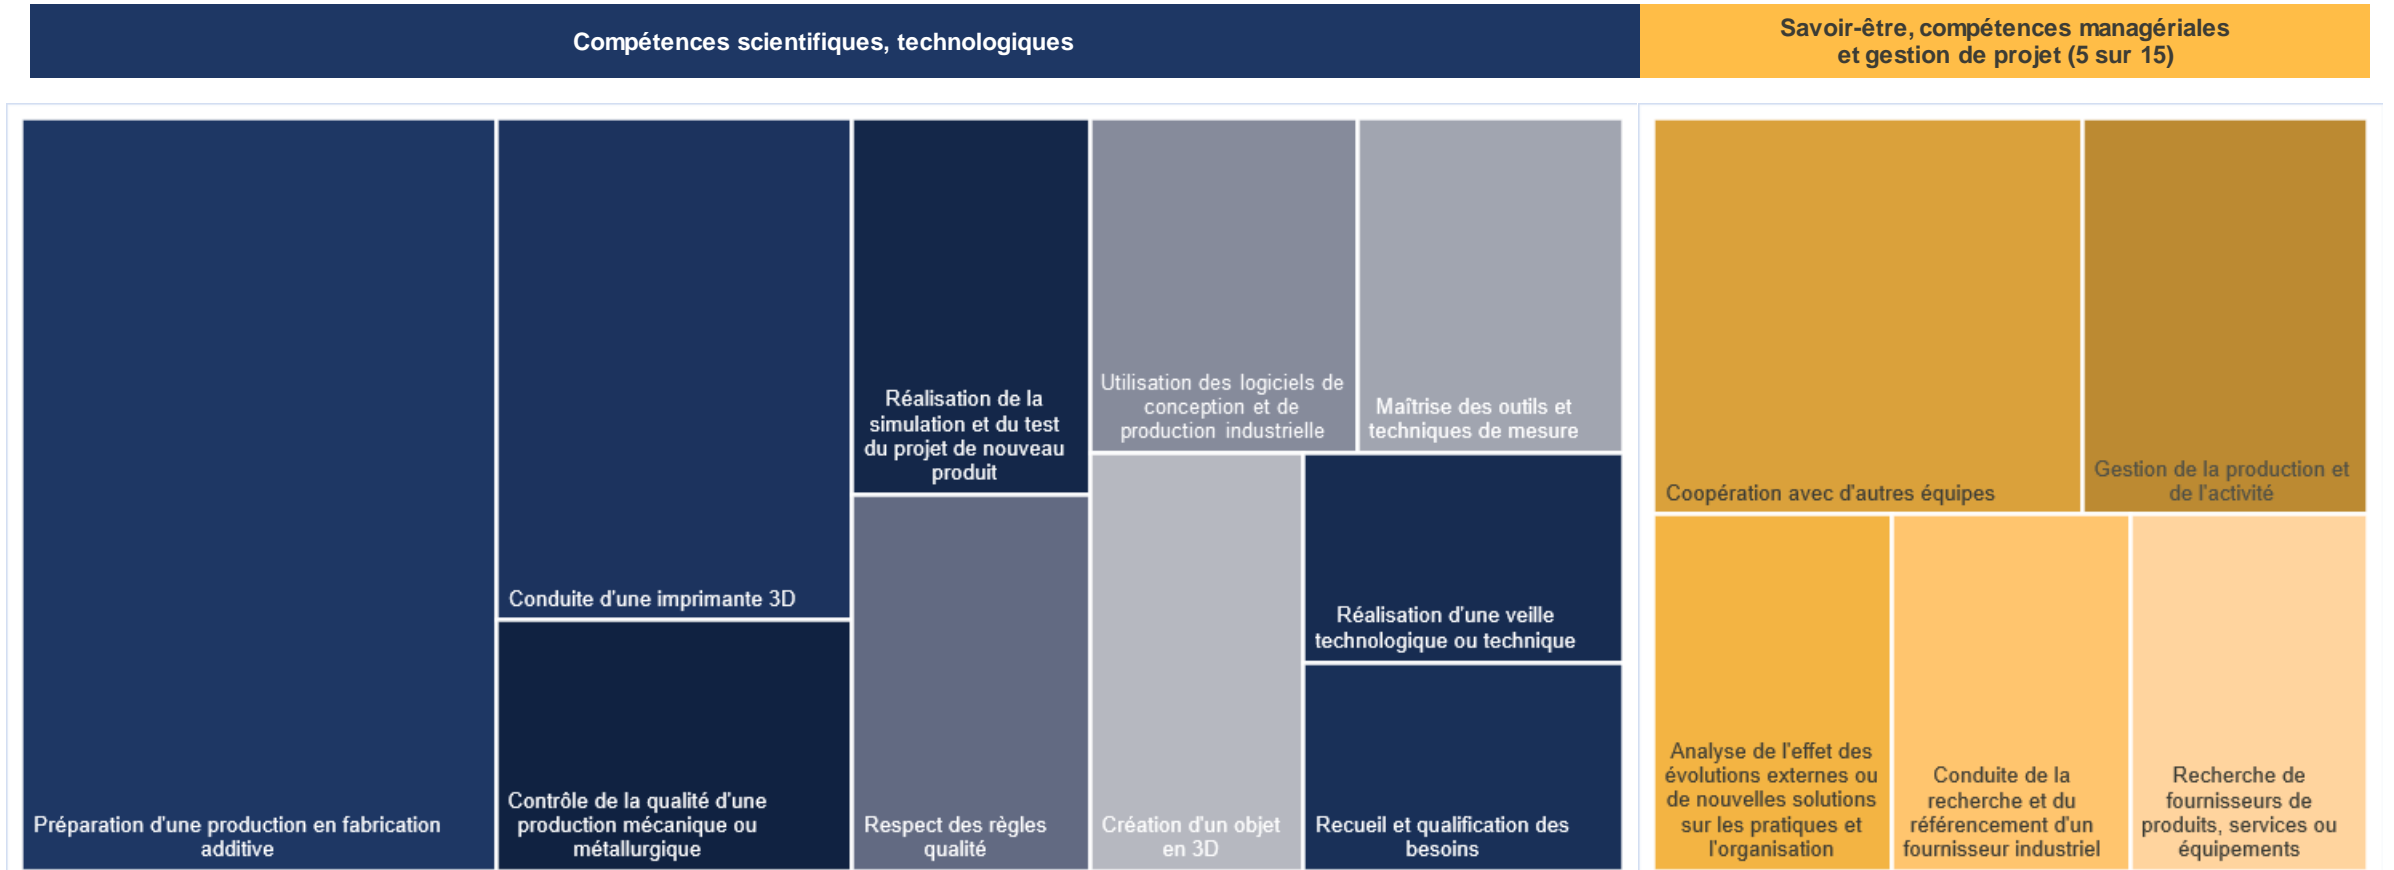 Compétences scientifiques, technologiques
Savoir-être, compétences managériales
et gestion de projet (5 sur 15)
Préparation d'une production en fabrication
additive
Conduite d'une imprimante 3D
Contrôle de la qualité d'une
production mécanique ou
métallurgique
Réalisation de la
simulation et du test
du projet de nouveau
produit
Respect des règles
qualité
Utilisation des logiciels de
conception et de
production industrielle
Maîtrise des outils et
techniques de mesure
Création d'un objet
en 3D
Réalisation d'une veille
technologique ou technique
Recueil et qualification des
besoins
Coopération avec d'autres équipes
Gestion de la production et
de l'activité
Analyse de l'effet des
évolutions externes ou
de nouvelles solutions
sur les pratiques et
l'organisation
Conduite de la
recherche et du
référencement d'un
fournisseur industriel
Recherche de
fournisseurs de
produits, services ou
équipements